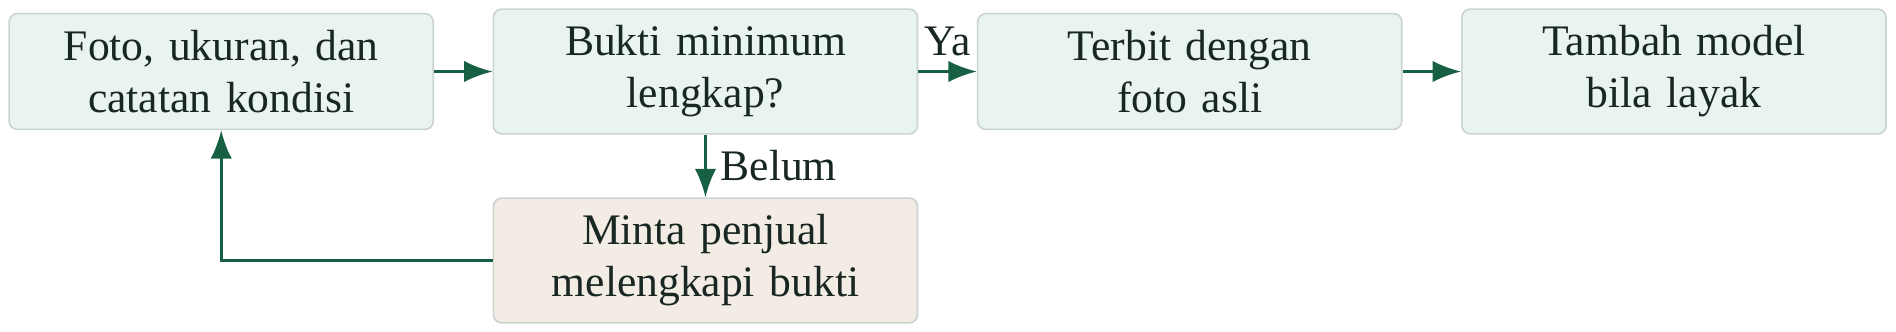 Foto, ukuran, dan
catatan kondisi
Bukti minimum
lengkap?
Ya
Terbit dengan
foto asli
Tambah model
bila layak
Belum
Minta penjual
melengkapi bukti